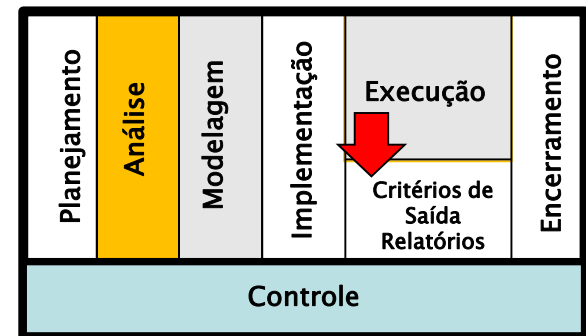 Planejamento
Análise
Modelagem
Implementação
Execução
Critérios de
Saída
Relatórios
Encerramento
Controle